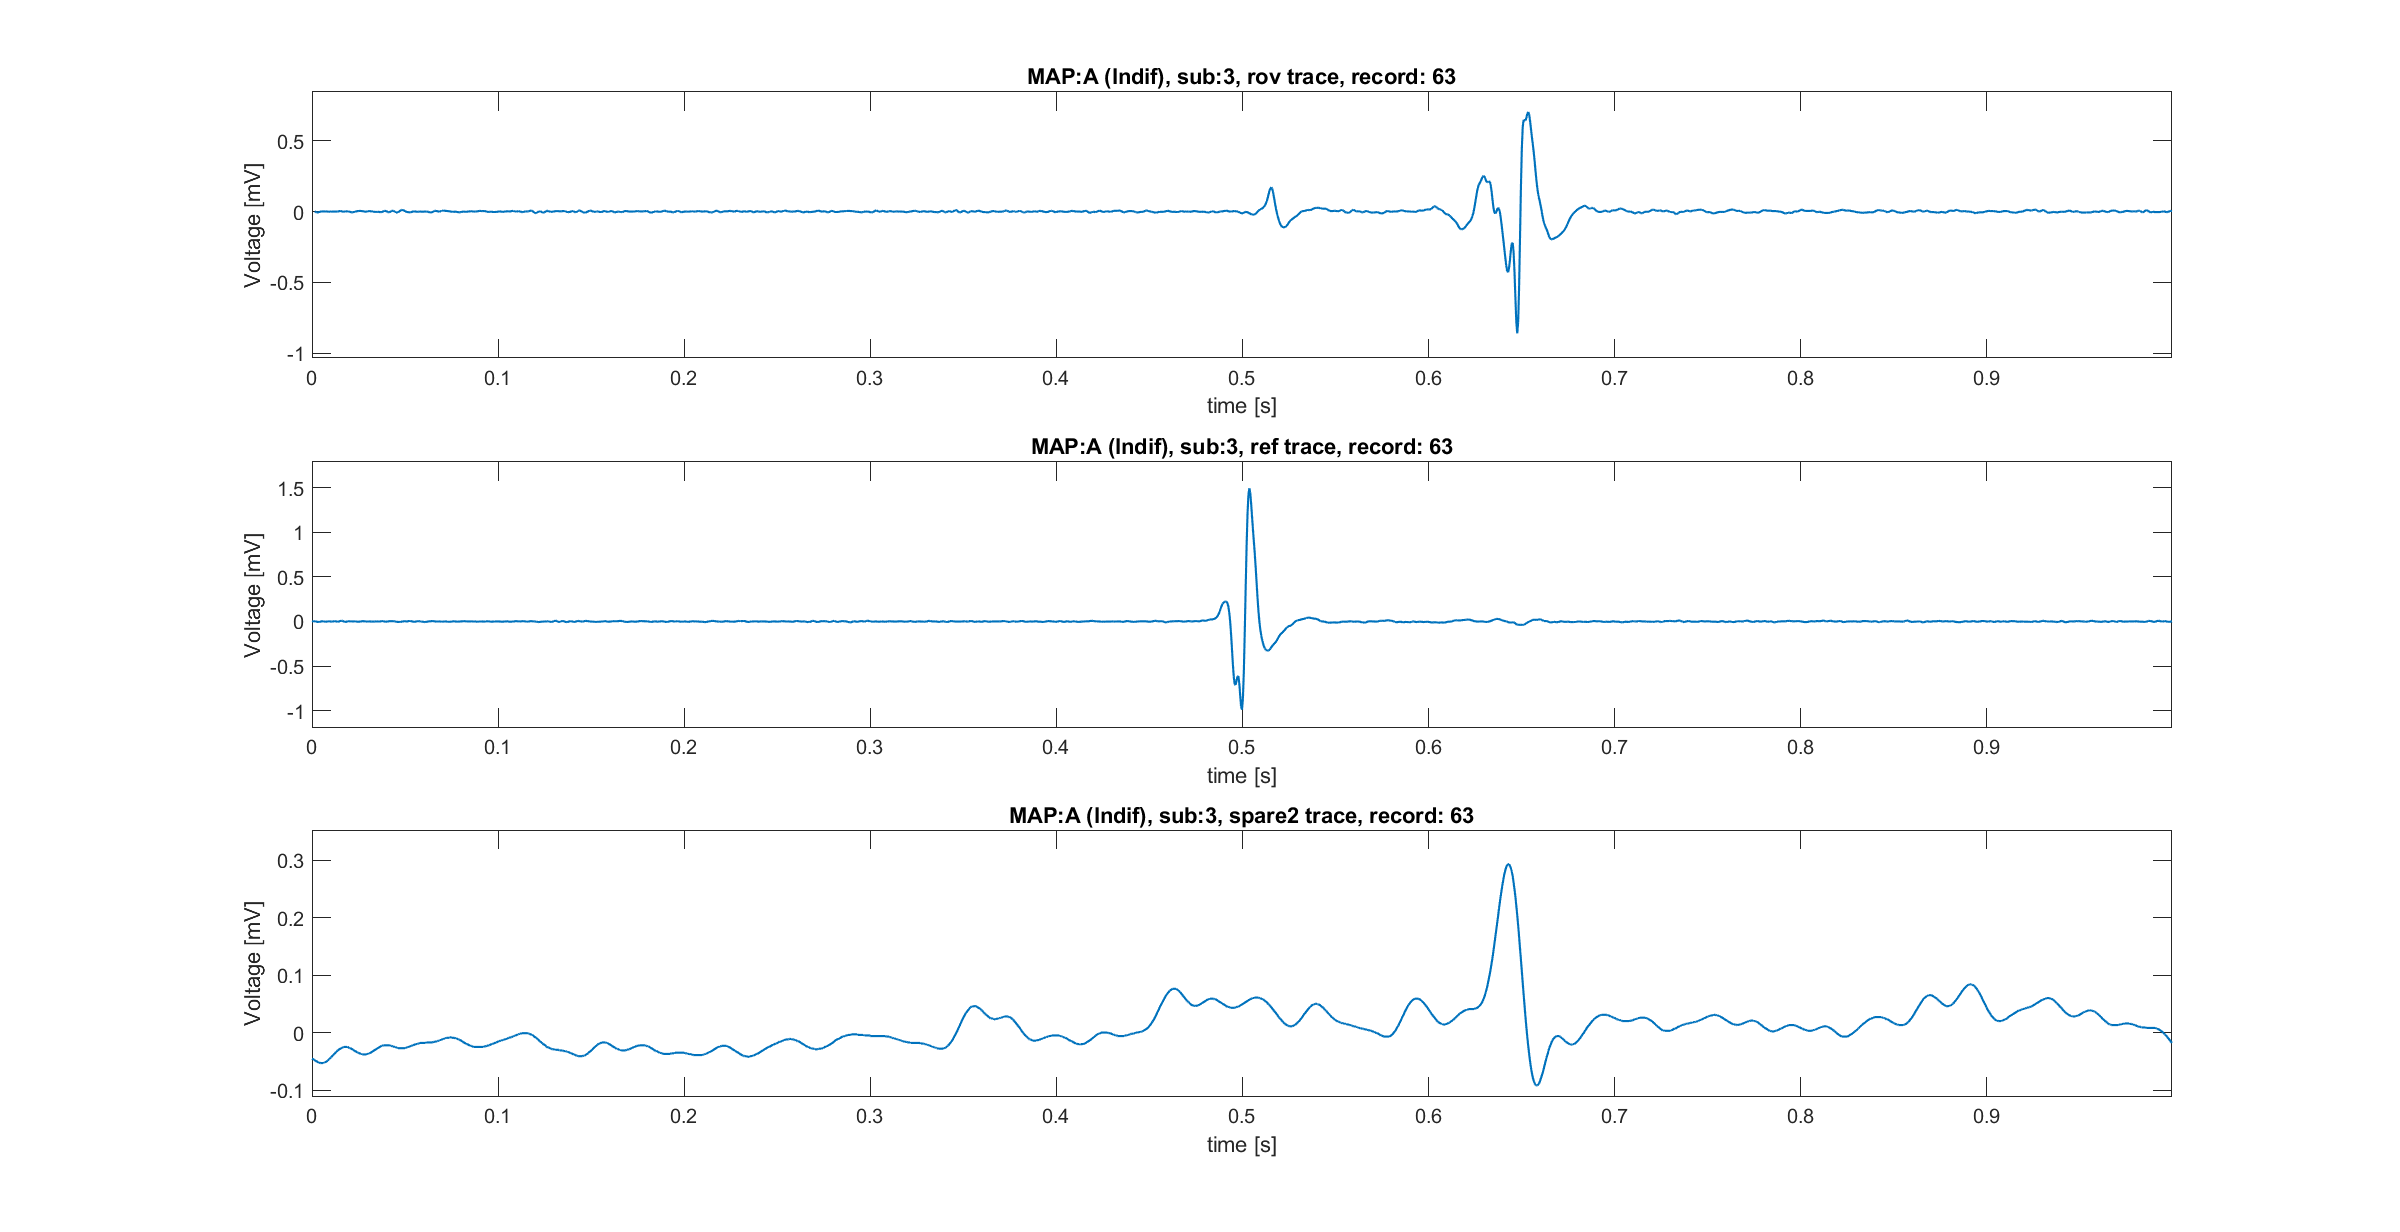 MAP:A (Indif), sub:3, rov trace, record: 63
Voltage [mV]
0.5
0
-0.5
-1
0 0.1 0.2 0.3 0.4 0.5 0.6 0.7 0.8 0.9
time [s]
MAP:A (Indif), sub:3, ref trace, record: 63
Voltage [mV]
1.5
1
0.5
0
-0.5
-1
0 0.1 0.2 0.3 0.4 0.5 0.6 0.7 0.8 0.9
time [s]
MAP:A (Indif), sub:3, spare2 trace, record: 63
Voltage [mV]
0.3
0.2
0.1
0
-0.1
0 0.1 0.2 0.3 0.4 0.5 0.6 0.7 0.8 0.9
time [s]